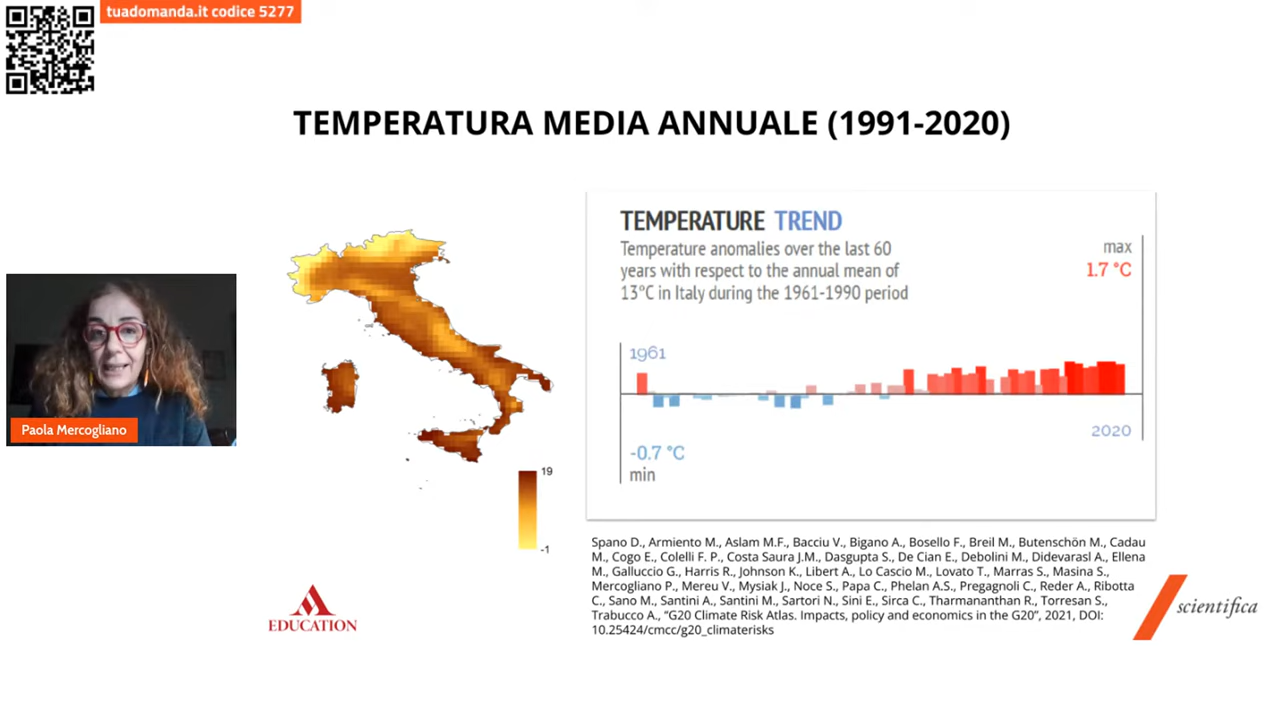 tuadomanda.it codice 5277
TEMPERATURA MEDIA ANNUALE (1991-2020)
TEMPERATURE TREND
Temperature anomalies over the last 60
years with respect to the annual mean of
13°C in Italy during the 1961-1990 period
max
1.7 °C
1961
2020
-0.7 °C
min
Paola Mercogliano
19
-1
Spano D., Armiento M., Aslam M.F., Bacciu V., Bigano A., Bosello F., Breil M., Butenschön M., Cadau
M., Cogo E., Colelli F. P., Costa Saura J.M., Dasgupta S., De Cian E., Debolini M., Didevarasl A., Ellena
M., Galluccio G., Harris R., Johnson K., Libert A., Lo Cascio M., Lovato T., Marras S., Masina S.,
Mercogliano P., Mereu V., Mysiak J., Noce S., Papa C., Phelan A.S., Pregagnoli C., Reder A., Ribotta
C., Sano M., Santini A., Santini M., Sartori N., Sini E., Sirca C., Tharmananthan R., Torresan S.,
Trabucco A., “G20 Climate Risk Atlas. Impacts, policy and economics in the G20”, 2021, DOI:
10.25424/cmcc/g20_climaterisks
EDUCATION
scientifica